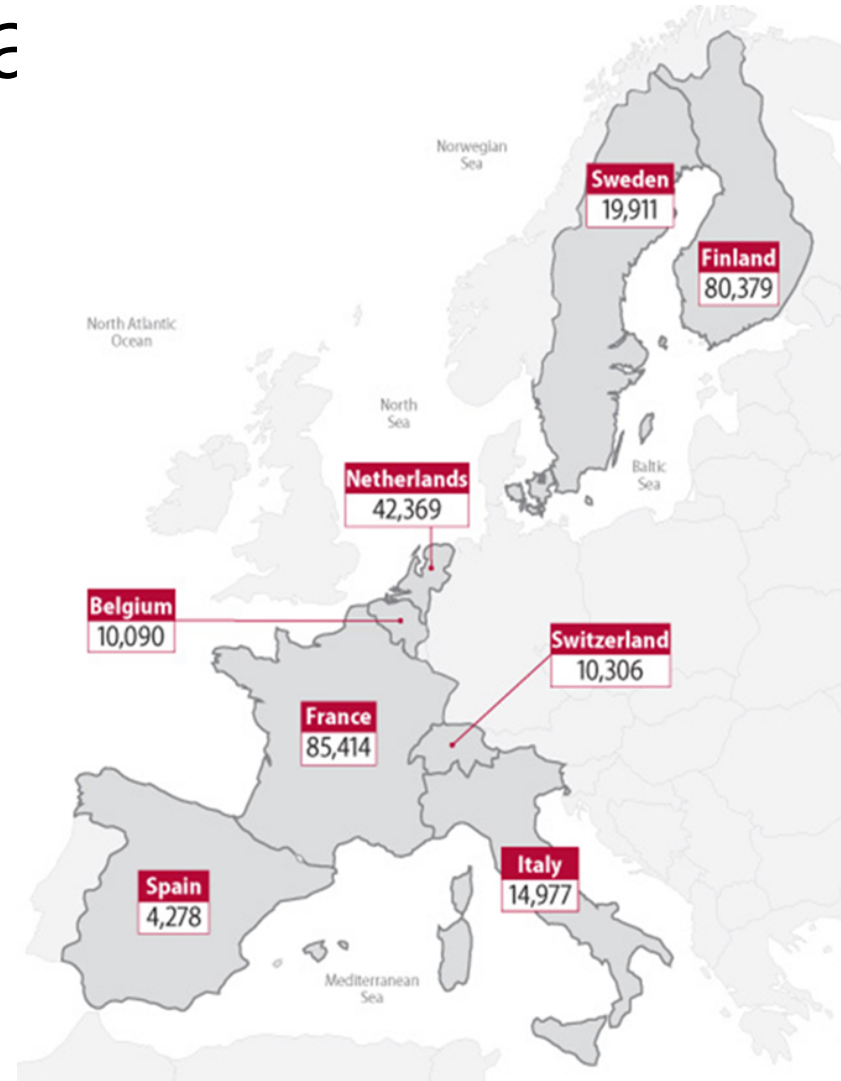 Norwegian
Sea
Sweden
19,911
Finland
80,379
North Atlantic
Ocean
North
Sea
Baltic
Sea
Netherlands
42,369
Belgium
10,090
Switzerland
10,306
France
85,414
Italy
14,977
Spain
4,278
Mediterranean
Sea